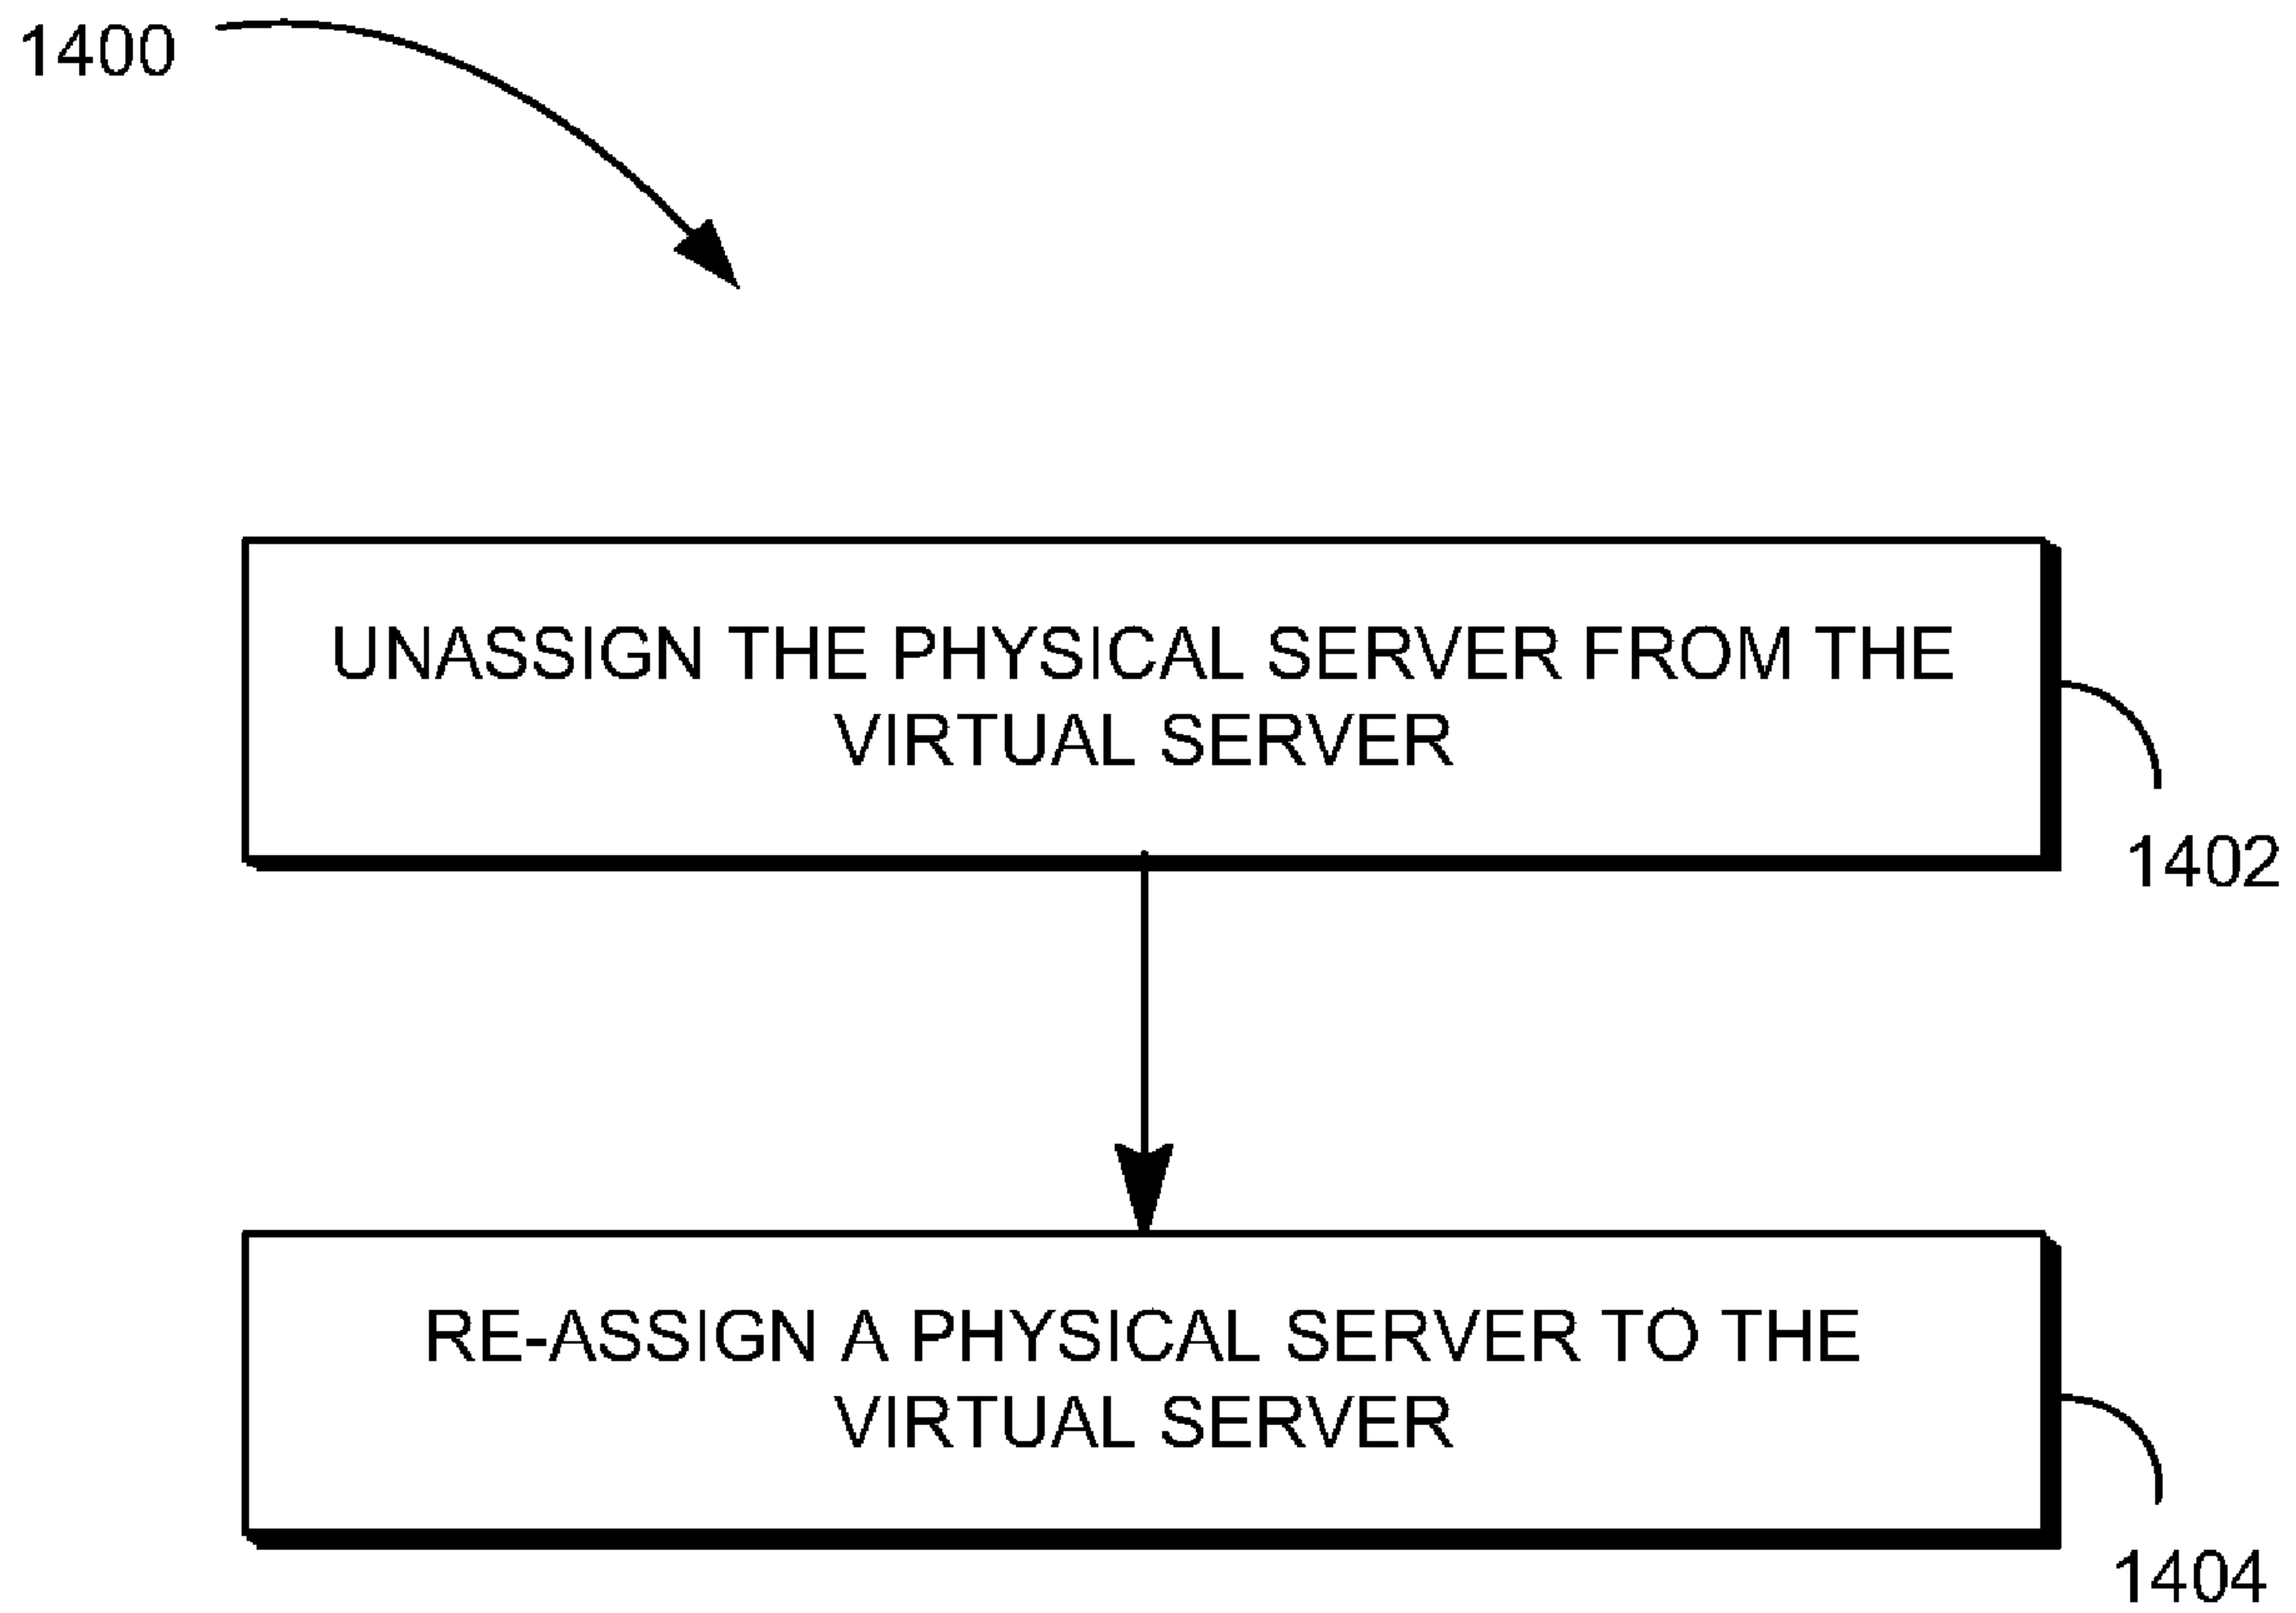 1400
UNASSIGN THE PHYSICAL SERVER FROM THE
VIRTUAL SERVER
1402
RE-ASSIGN A PHYSICAL SERVER TO THE
VIRTUAL SERVER
1404